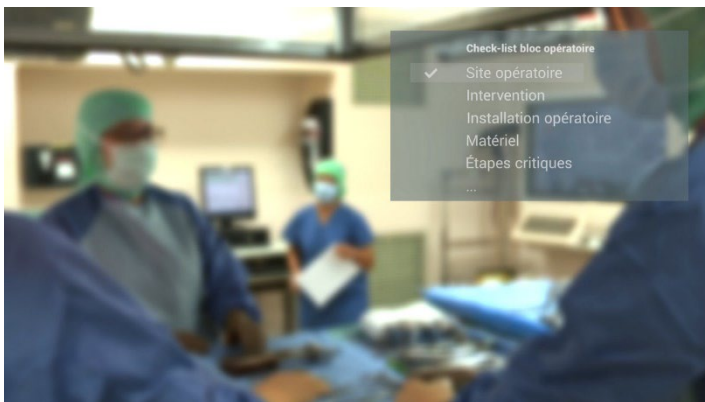 Check-list bloc opératoire
Site opératoire
Intervention
Installation opératoire
Matériel
Étapes critiques
...